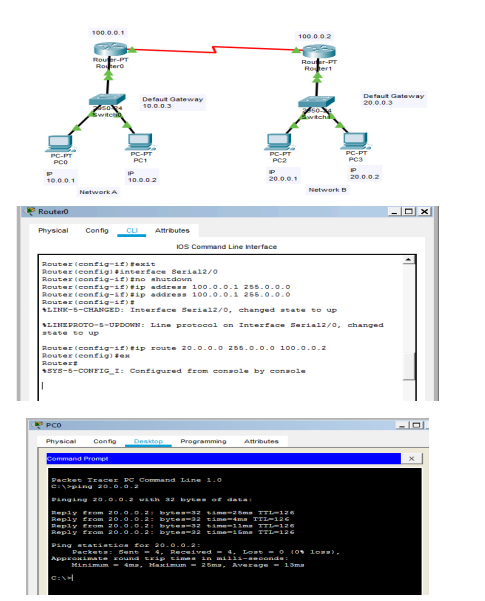 100.0.0.1
100.0.0.2
Router-PT
Router0
Router-PT
Router1
2950-24
Switch0
Default Gateway
10.0.0.3
2950-24
Switch1
Default Gateway
20.0.0.3
PC-PT
PC0
PC-PT
PC1
PC-PT
PC2
PC-PT
PC3
IP
10.0.0.1
IP
10.0.0.2
IP
20.0.0.1
IP
20.0.0.2
Network A
Network B
Router0
Physical Config CLI Attributes
IOS Command Line Interface
Router(config-if)#exit
Router(config)#interface Serial2/0
Router(config-if)#no shutdown
Router(config-if)#ip address 100.0.0.1 255.0.0.0
Router(config-if)#ip address 100.0.0.1 255.0.0.0
Router(config-if)#
%LINK-5-CHANGED: Interface Serial2/0, changed state to up
%LINEPROTO-5-UPDOWN: Line protocol on Interface Serial2/0, changed
state to up
Router(config-if)#ip route 20.0.0.0 255.0.0.0 100.0.0.2
Router(config)#ex
Router#
%SYS-5-CONFIG_I: Configured from console by console
PC0
Physical Config Desktop Programming Attributes
Command Prompt X
Packet Tracer PC Command Line 1.0
C:\>ping 20.0.0.2
Pinging 20.0.0.2 with 32 bytes of data:
Reply from 20.0.0.2: bytes=32 time=25ms TTL=126
Reply from 20.0.0.2: bytes=32 time=4ms TTL=126
Reply from 20.0.0.2: bytes=32 time=11ms TTL=126
Reply from 20.0.0.2: bytes=32 time=15ms TTL=126
Ping statistics for 20.0.0.2:
Packets: Sent = 4, Received = 4, Lost = 0 (0% loss),
Approximate round trip times in milli-seconds:
Minimum = 4ms, Maximum = 25ms, Average = 13ms
C:\>